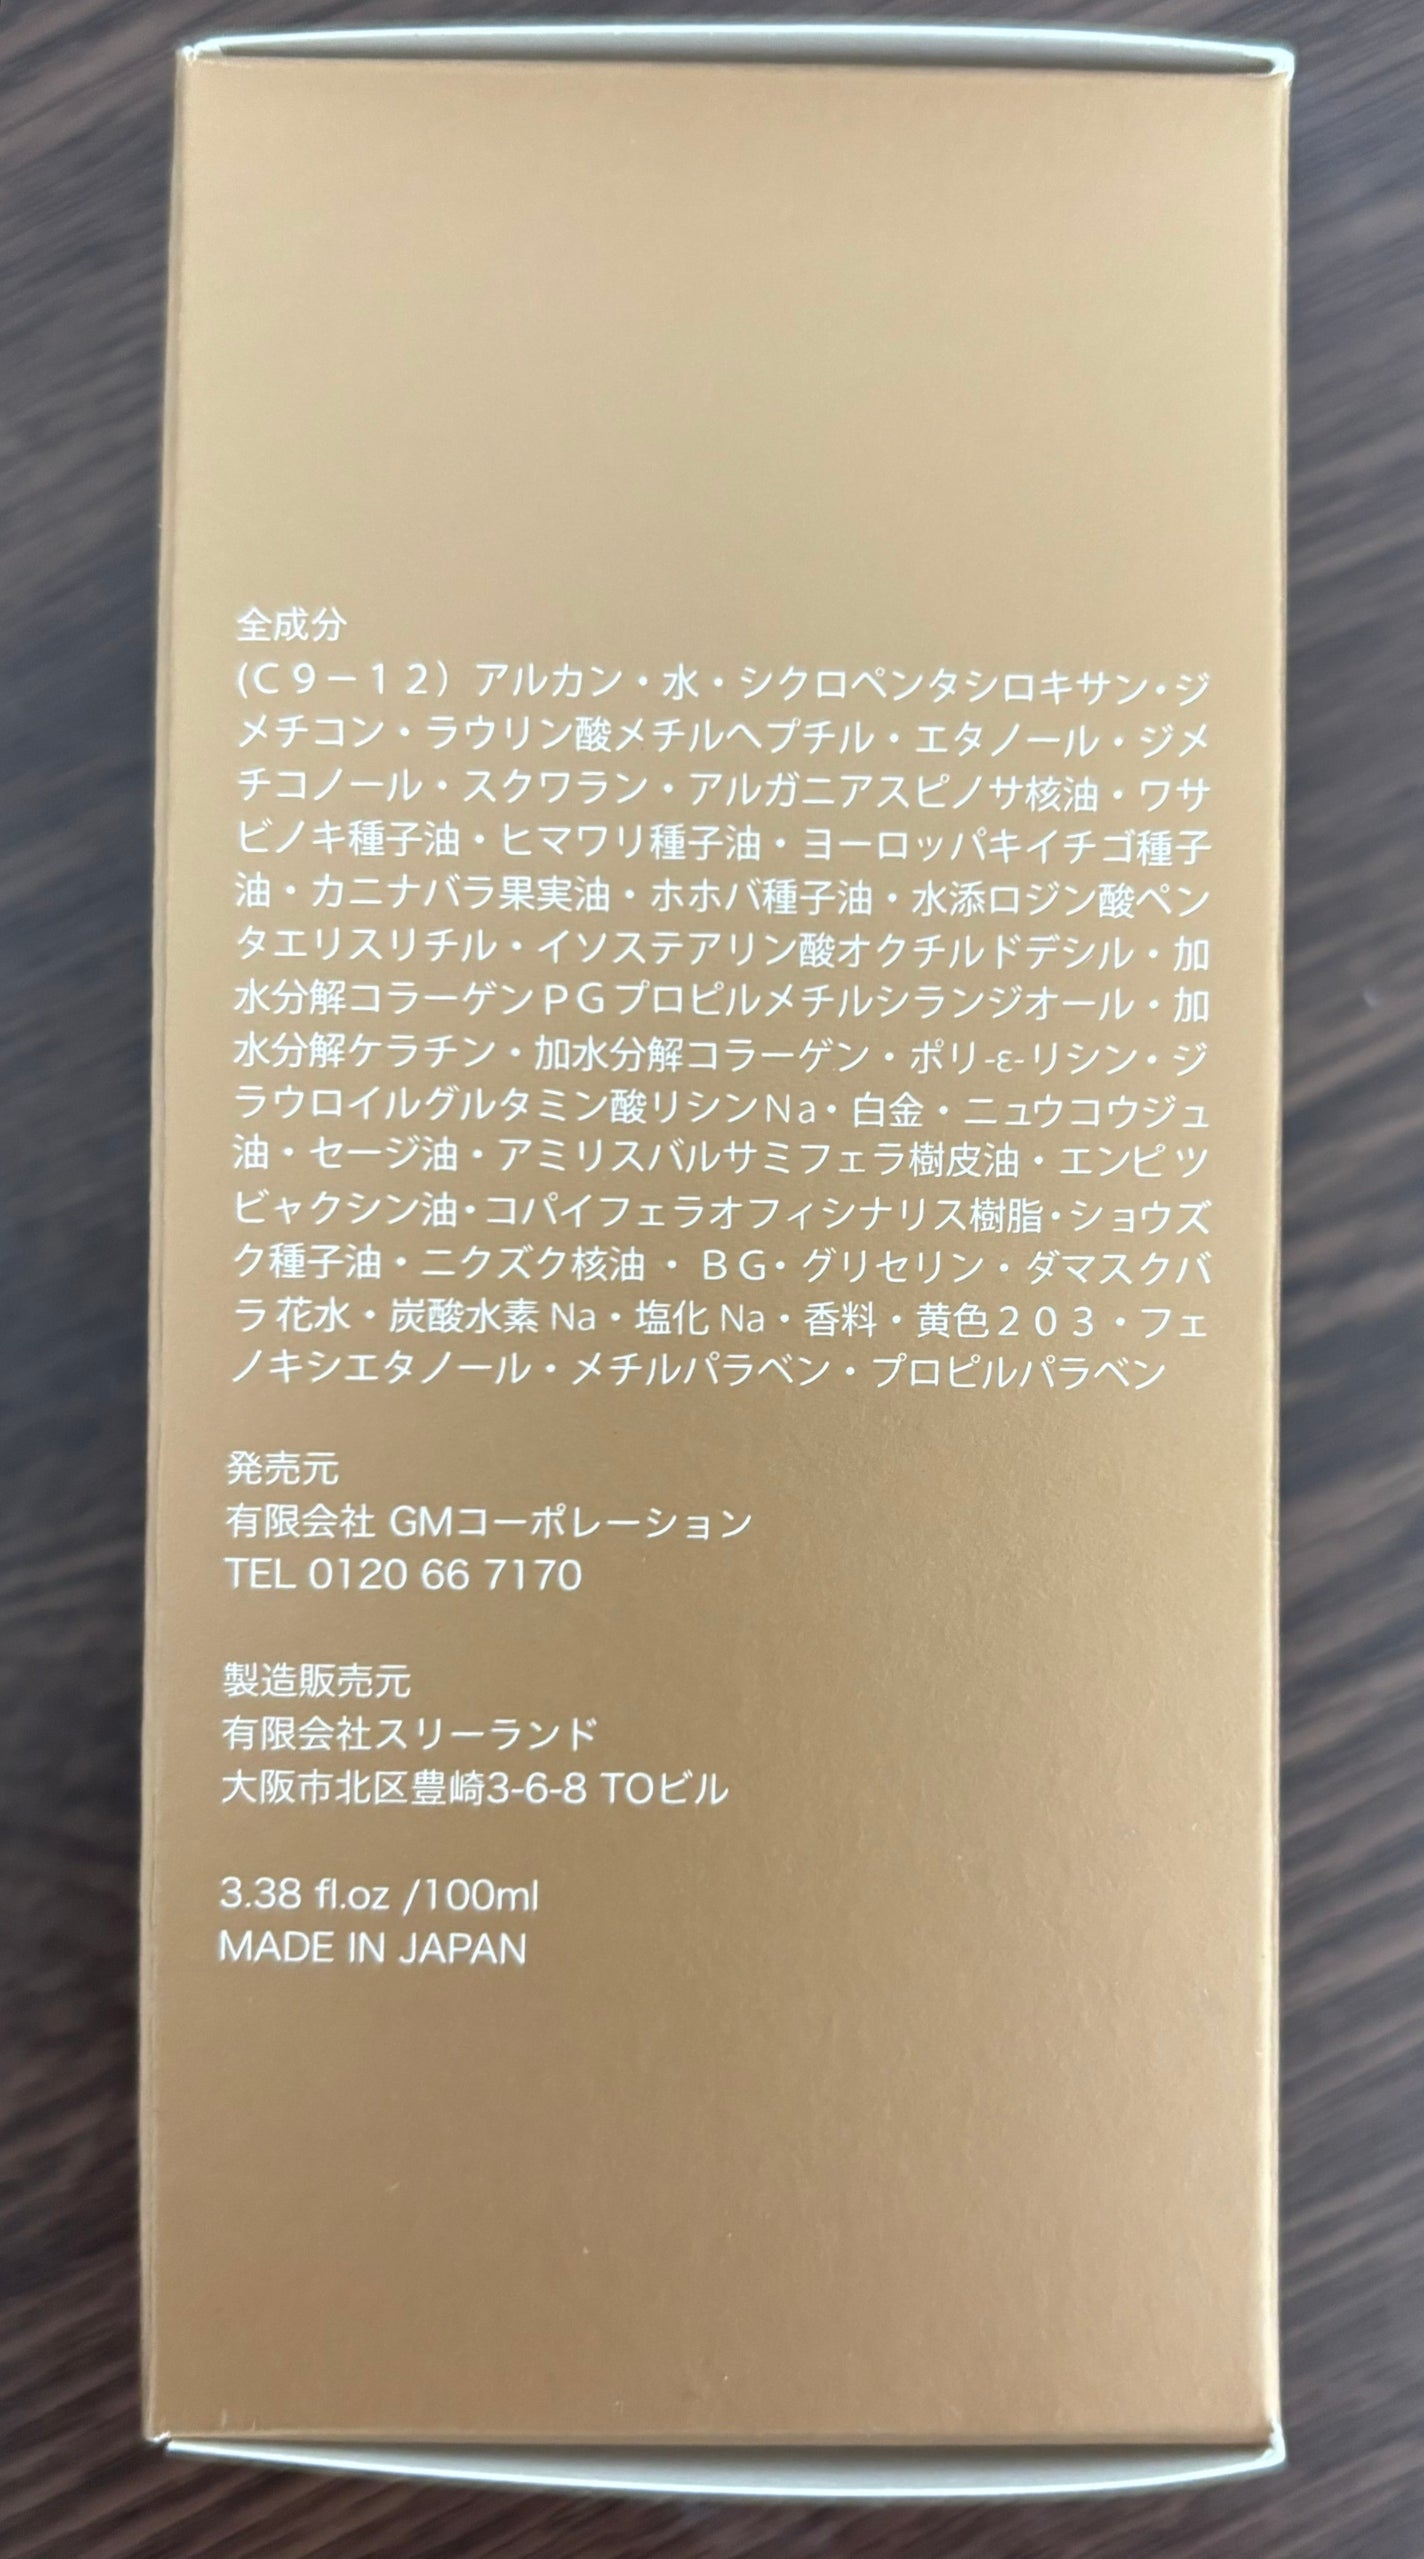 全成分
(C９－１２）アルカン・水・シクロペンタシロキサン・ジ
メチコン・ラウリン酸メチルヘプチル・エタノール・ジメ
チコノール・スクワラン・アルガニアスピノサ核油・ワサ
ビノキ種子油・ヒマワリ種子油・ヨーロッパキイチゴ種子
油・カニナバラ果実油・ホホバ種子油・水添ロジン酸ペン
タエリスリチル・イソステアリン酸オクチルドデシル・加
水分解コラーゲンＰＧプロピルメチルシランジオール・加
水分解ケラチン・加水分解コラーゲン・ポリ-ε-リシン・ジ
ラウロイルグルタミン酸リシンＮａ・白金・ニュウコウジュ
油・セージ油・アミリスバルサミフェラ樹皮油・エンピツ
ビャクシン油・コパイフェラオフィシナリス樹脂・ショウズ
ク種子油・ニクズク核油・ＢＧ・グリセリン・ダマスクバ
ラ花水・炭酸水素 Na・塩化 Na・香料・黄色２０３・フェ
ノキシエタノール・メチルパラベン・プロピルパラベン
発売元
有限会社 GMコーポレーション
TEL 0120 66 7170
製造販売元
有限会社スリーランド
大阪市北区豊崎3-6-8 TOビル
3.38 fl.oz /100ml
MADE IN JAPAN